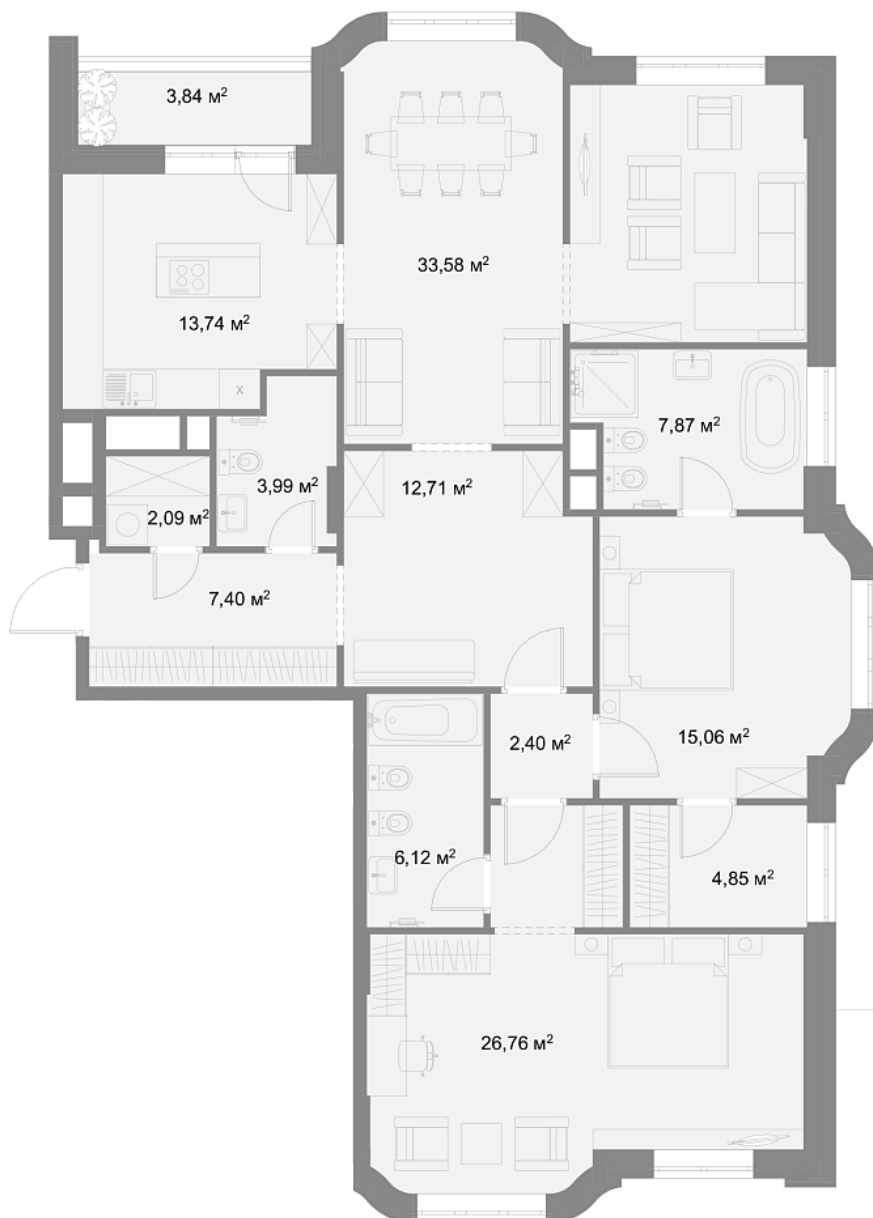 3,84 м²
33,58 м²
13,74 м²
7,87 м²
3,99 м²
12,71 м²
2,09 м²
7,40 м²
2,40 м²
15,06 м²
6,12 м²
4,85 м²
26,76 м²
x